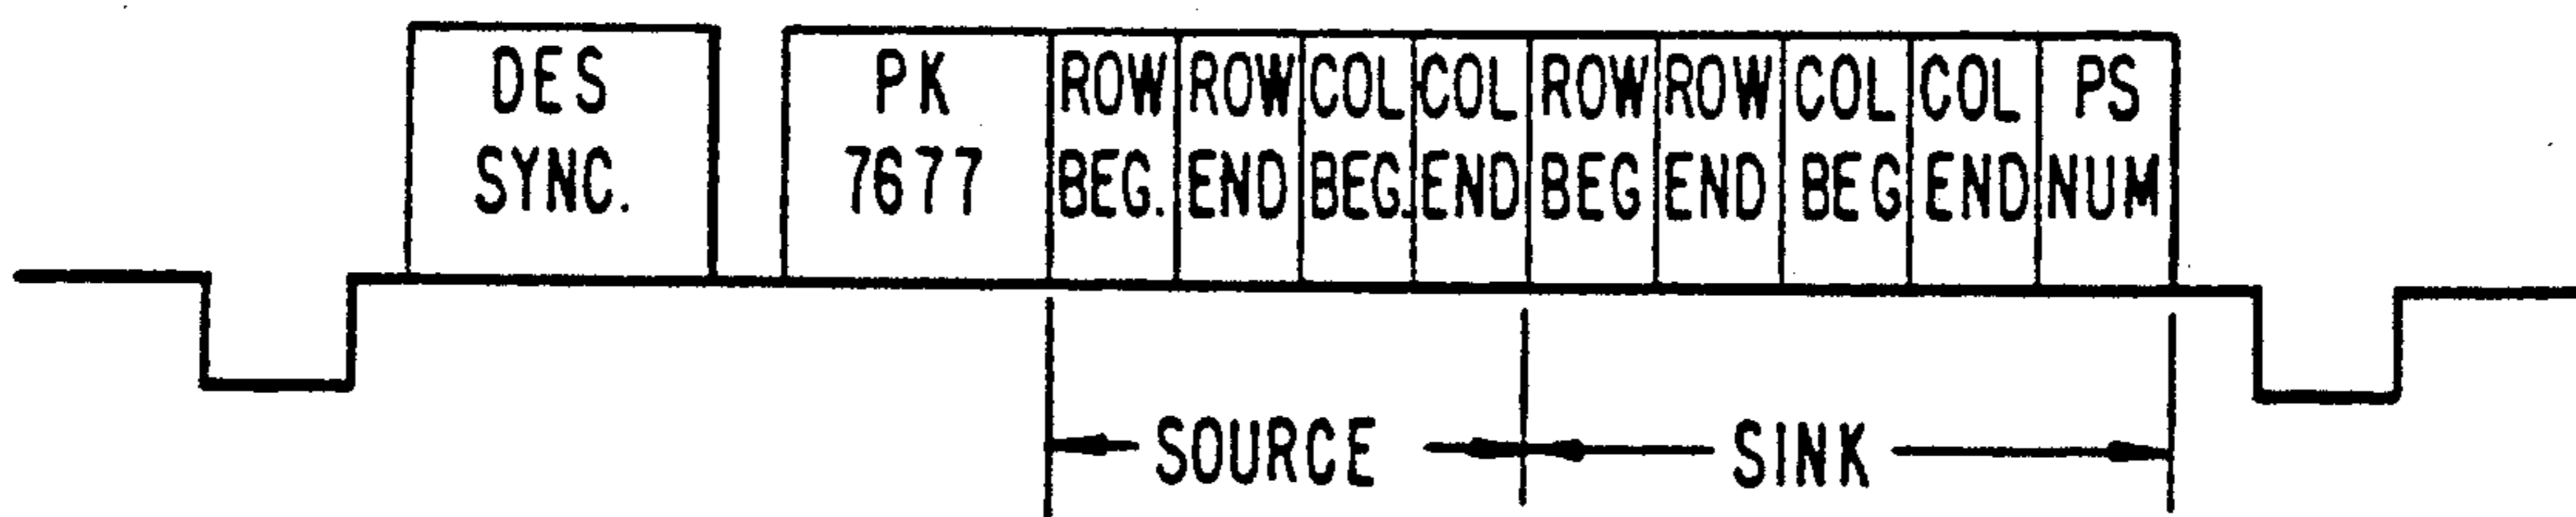 DES
SYNC.
PK
7677
ROW
BEG.
ROW
END
COL
BEG.
COL
END
ROW
BEG
ROW
END
COL
BEG
COL
END
PS
NUM
SOURCE
SINK